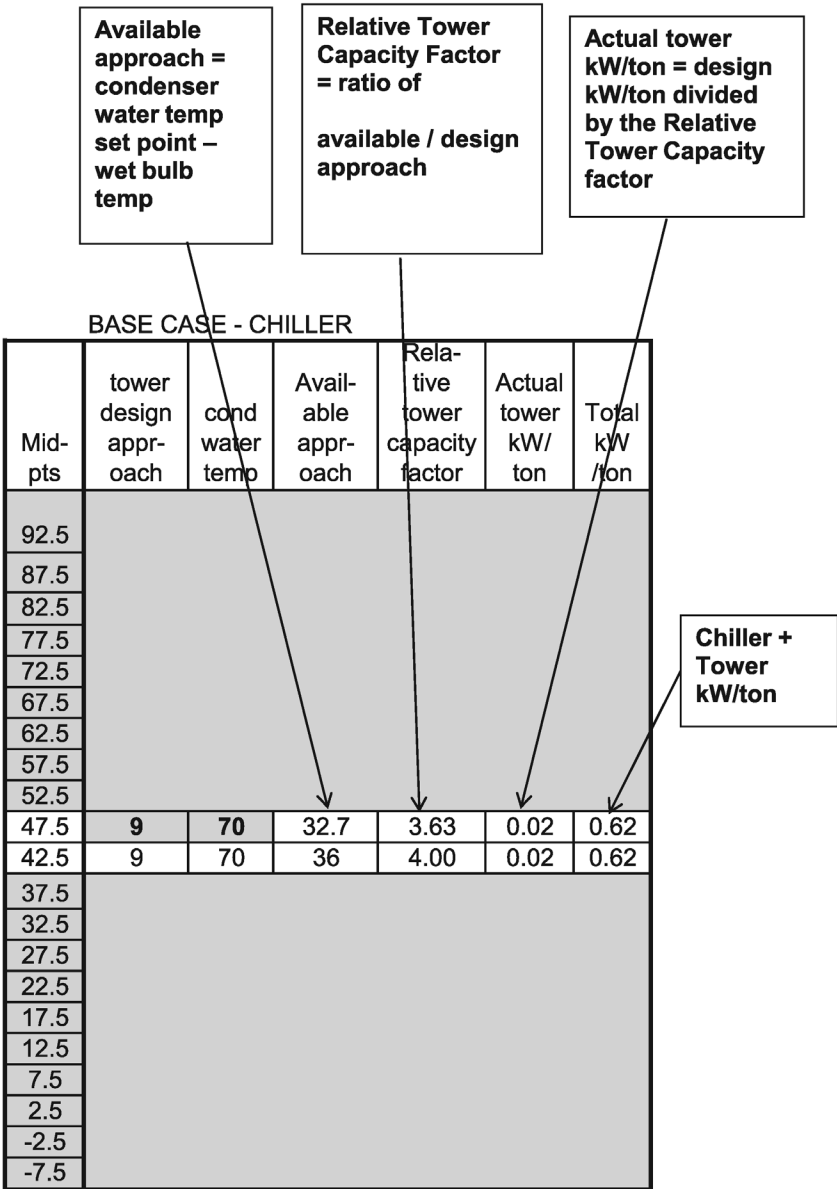 Available
approach =
condenser
water temp
set point –
wet bulb
temp
Relative Tower
Capacity Factor
= ratio of
available / design
approach
Actual tower
kW/ton = design
kW/ton divided
by the Relative
Tower Capacity
factor
BASE CASE - CHILLER
Mid-
pts
tower
design
appr-
oach
cond
water
temp
Avail-
able
appr-
oach
Rela-
tive
tower
capacity
factor
Actual
tower
kW/
ton
Total
kW
/ton
92.5
87.5
82.5
77.5
72.5
67.5
62.5
57.5
52.5
47.5 9 70 32.7 3.63 0.02 0.62
42.5 9 70 36 4.00 0.02 0.62
37.5
32.5
27.5
22.5
17.5
12.5
7.5
2.5
-2.5
-7.5
Chiller +
Tower
kW/ton